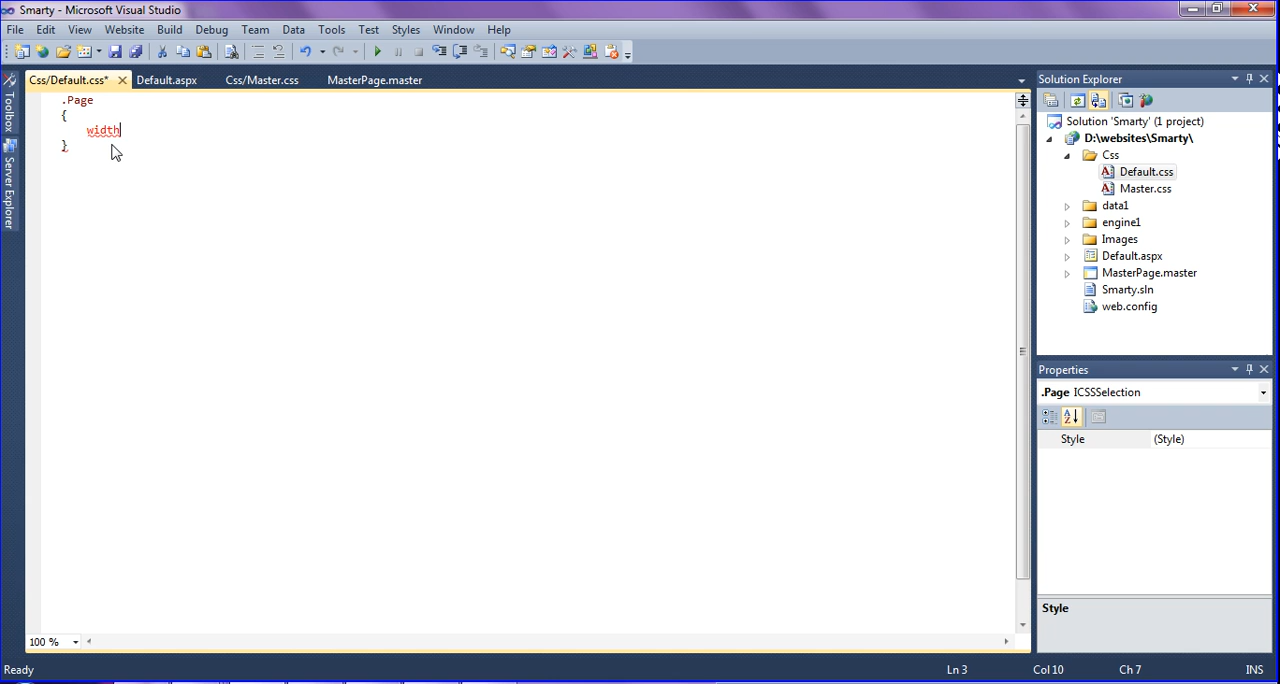 Smarty - Microsoft Visual Studio
File Edit View Website Build Debug Team Data Tools Test Styles Window Help
Css/Default.css* Default.aspx Css/Master.css MasterPage.master
Toolbox
Server Explorer
.Page
{
width
}
100 %
Solution Explorer
Solution 'Smarty' (1 project)
D:\websites\Smarty\
Css
Default.css
Master.css
data1
engine1
Images
Default.aspx
MasterPage.master
Smarty.sln
web.config
Properties
.Page ICSSSelection
Style (Style)
Style
Ready Ln 3 Col 10 Ch 7 INS